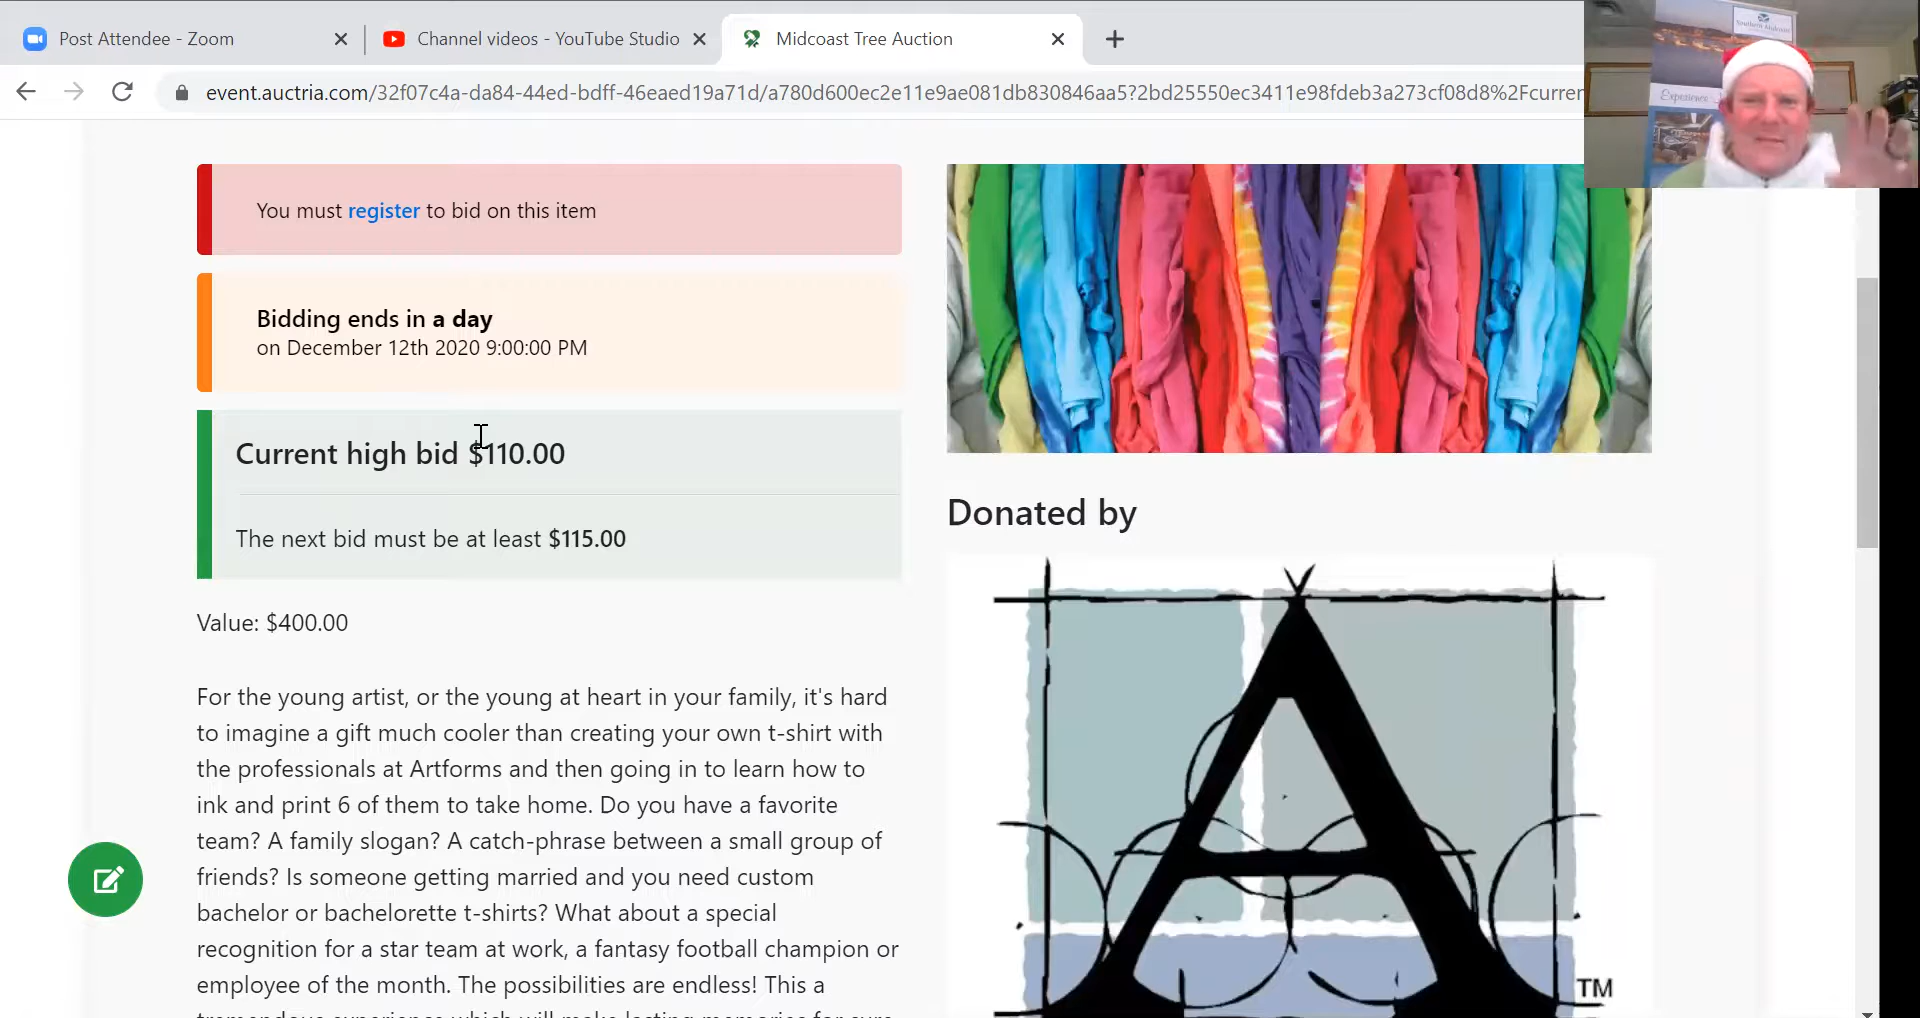 Post Attendee - Zoom
Channel videos - YouTube Studio
Midcoast Tree Auction
event.auctria.com/32f07c4a-da84-44ed-bdff-46eaed19a71d/a780d600ec2e11e9ae081db830846aa5?2bd25550ec3411e98fdeb3a273cf08d8%2Fcurren
Experience
You must register to bid on this item
Bidding ends in a day
on December 12th 2020 9:00:00 PM
Current high bid $110.00
The next bid must be at least $115.00
Value: $400.00
For the young artist, or the young at heart in your family, it's hard
to imagine a gift much cooler than creating your own t-shirt with
the professionals at Artforms and then going in to learn how to
ink and print 6 of them to take home. Do you have a favorite
team? A family slogan? A catch-phrase between a small group of
friends? Is someone getting married and you need custom
bachelor or bachelorette t-shirts? What about a special
recognition for a star team at work, a fantasy football champion or
employee of the month. The possibilities are endless! This a
Donated by
A
TM